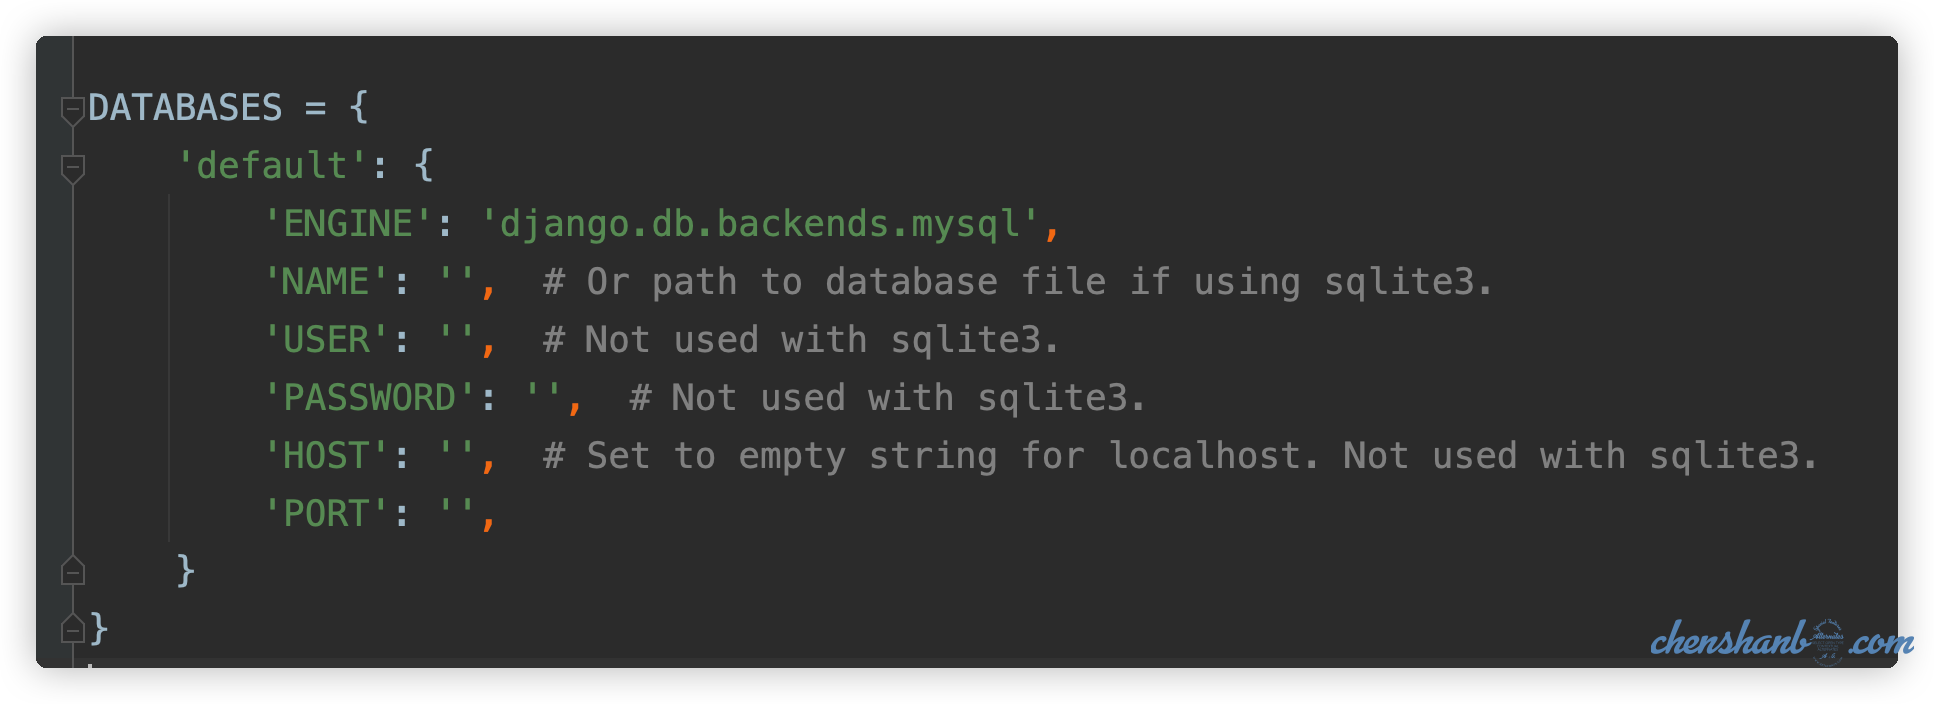 DATABASES = {
    'default': {
        'ENGINE': 'django.db.backends.mysql',
        'NAME': '',  # Or path to database file if using sqlite3.
        'USER': '',  # Not used with sqlite3.
        'PASSWORD': '',  # Not used with sqlite3.
        'HOST': '',  # Set to empty string for localhost. Not used with sqlite3.
        'PORT': '',
    }
}
chenshanb .com
Alternates